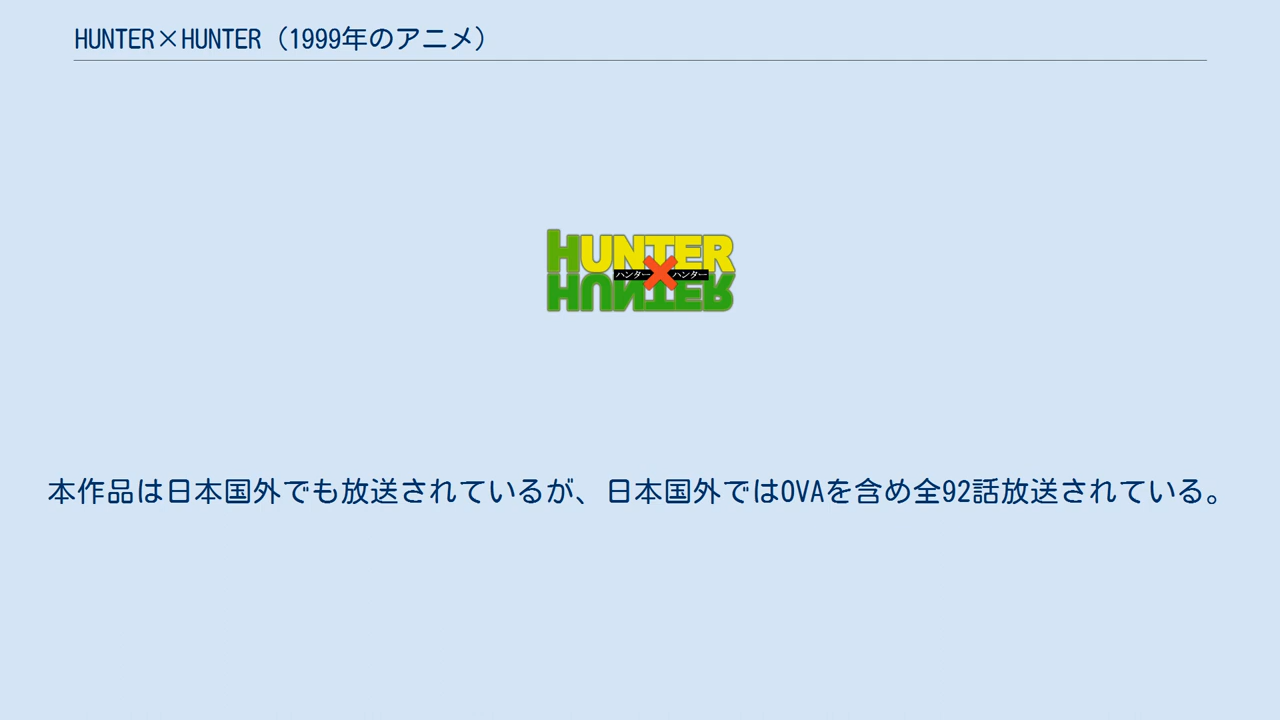 HUNTER×HUNTER（1999年のアニメ）
HUNTER
ハンター×ハンター
HUNTER
本作品は日本国外でも放送されているが、日本国外ではOVAを含め全92話放送されている。